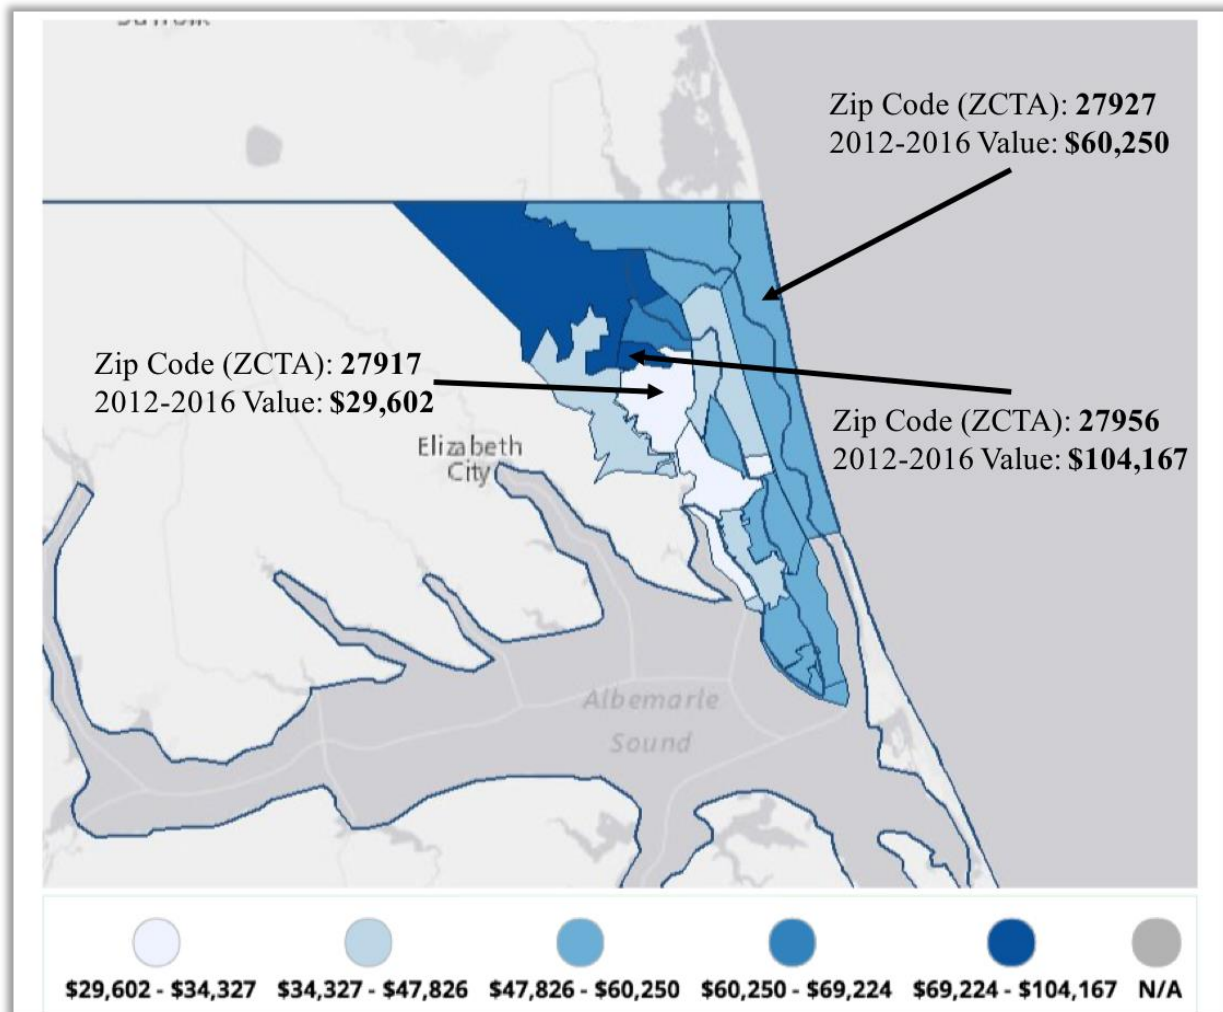 Zip Code (ZCTA): 27927
2012-2016 Value: $60,250
Zip Code (ZCTA): 27917
2012-2016 Value: $29,602
Zip Code (ZCTA): 27956
2012-2016 Value: $104,167
Elizabeth
City
Albemarle
Sound
$29,602 - $34,327
$34,327 - $47,826
$47,826 - $60,250
$60,250 - $69,224
$69,224 - $104,167
N/A